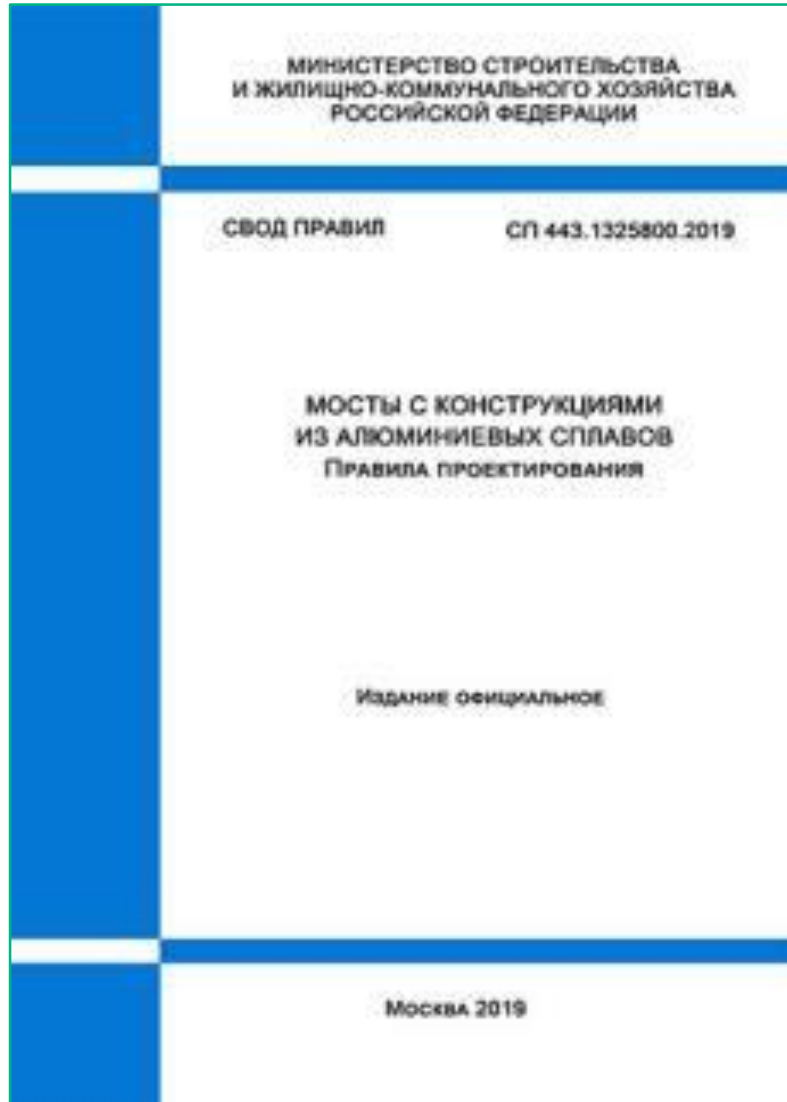 МИНИСТЕРСТВО СТРОИТЕЛЬСТВА
И ЖИЛИЩНО-КОММУНАЛЬНОГО ХОЗЯЙСТВА
РОССИЙСКОЙ ФЕДЕРАЦИИ
СВОД ПРАВИЛ СП 443.1325800.2019
МОСТЫ С КОНСТРУКЦИЯМИ
ИЗ АЛЮМИНИЕВЫХ СПЛАВОВ
ПРАВИЛА ПРОЕКТИРОВАНИЯ
ИЗДАНИЕ ОФИЦИАЛЬНОЕ
МОСКВА 2019